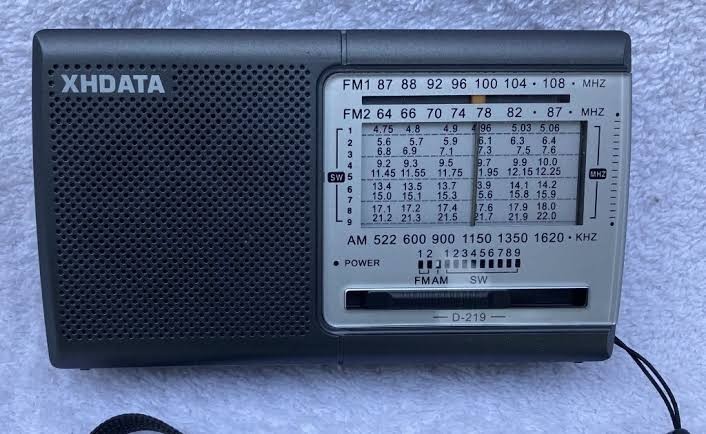 XHDATA
FM1 87 88 92 96 100 104 · 108 · MHZ
FM2 64 66 70 74 78 82 · 87 · MHZ
1 4.75 4.8 4.9 4.96 5.03 5.06
2 5.6 5.7 5.9 6.1 6.3 6.4
3 6.8 6.9 7.1 7.3 7.5 7.6
4 9.2 9.3 9.5 9.7 9.9 10.0
SW 5 11.45 11.55 11.75 1.95 12.15 12.25 MHZ
6 13.4 13.5 13.7 3.9 14.1 14.2
7 15.0 15.1 15.3 5.6 15.8 15.9
8 17.1 17.2 17.4 7.6 17.9 18.0
9 21.2 21.3 21.5 21.7 21.9 22.0
AM 522 600 900 1150 1350 1620 · KHZ
1 2 1 2 3 4 5 6 7 8 9
POWER
FM AM SW
D-219